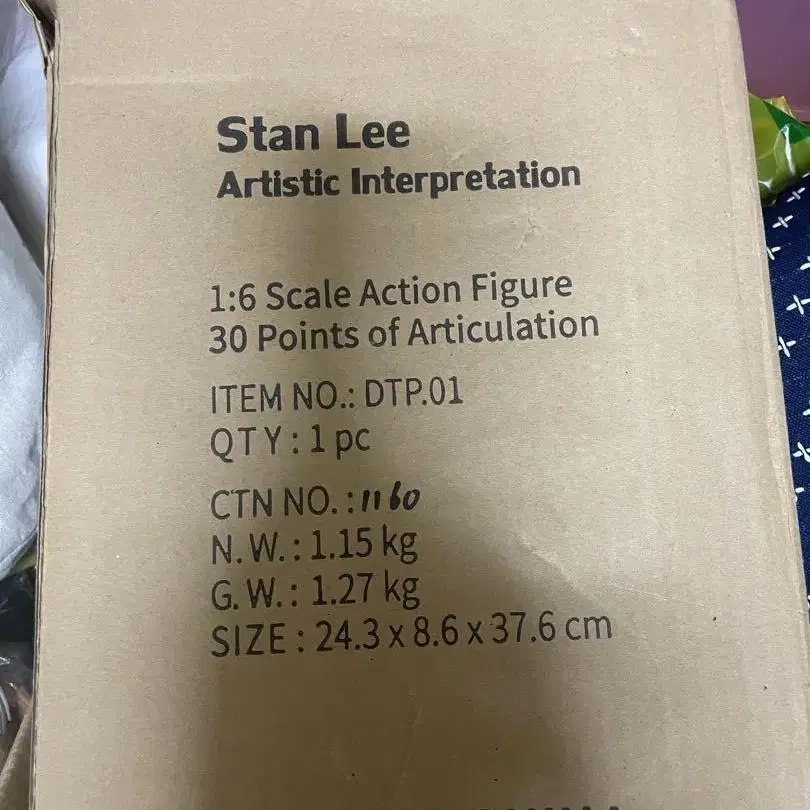 Stan Lee
Artistic Interpretation
1:6 Scale Action Figure
30 Points of Articulation
ITEM NO.: DTP.01
QTY : 1 pc
CTN NO. : 1160
N. W. : 1.15 kg
G. W. : 1.27 kg
SIZE : 24.3 x 8.6 x 37.6 cm